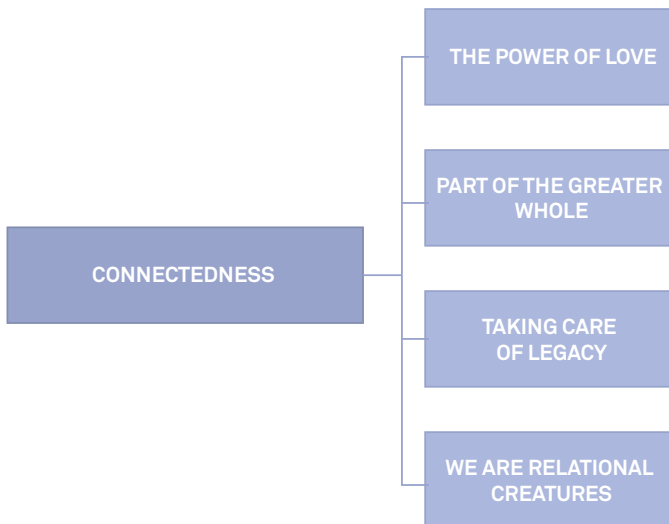 THE POWER OF LOVE
PART OF THE GREATER
WHOLE
CONNECTEDNESS
TAKING CARE
OF LEGACY
WE ARE RELATIONAL
CREATURES